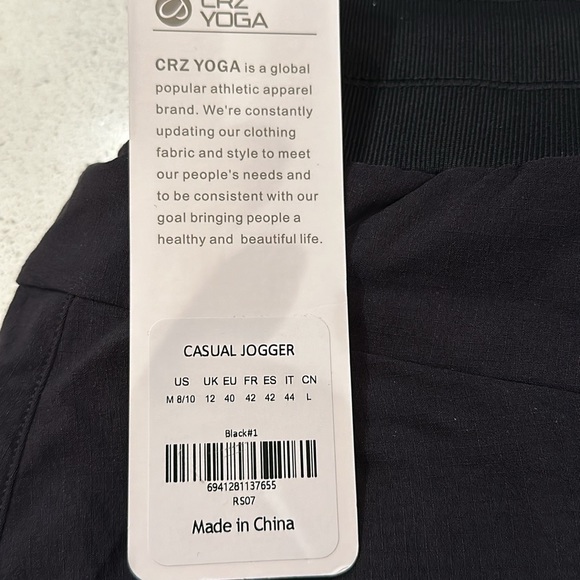 CRZ
YOGA
CRZ YOGA is a global
popular athletic apparel
brand. We're constantly
updating our clothing
fabric and style to meet
our people's needs and
to be consistent with our
goal bringing people a
healthy and beautiful life.
CASUAL JOGGER
US UK EU FR ES IT CN
M 8/10 12 40 42 42 44 L
Black#1
6941281137655
RS07
Made in China